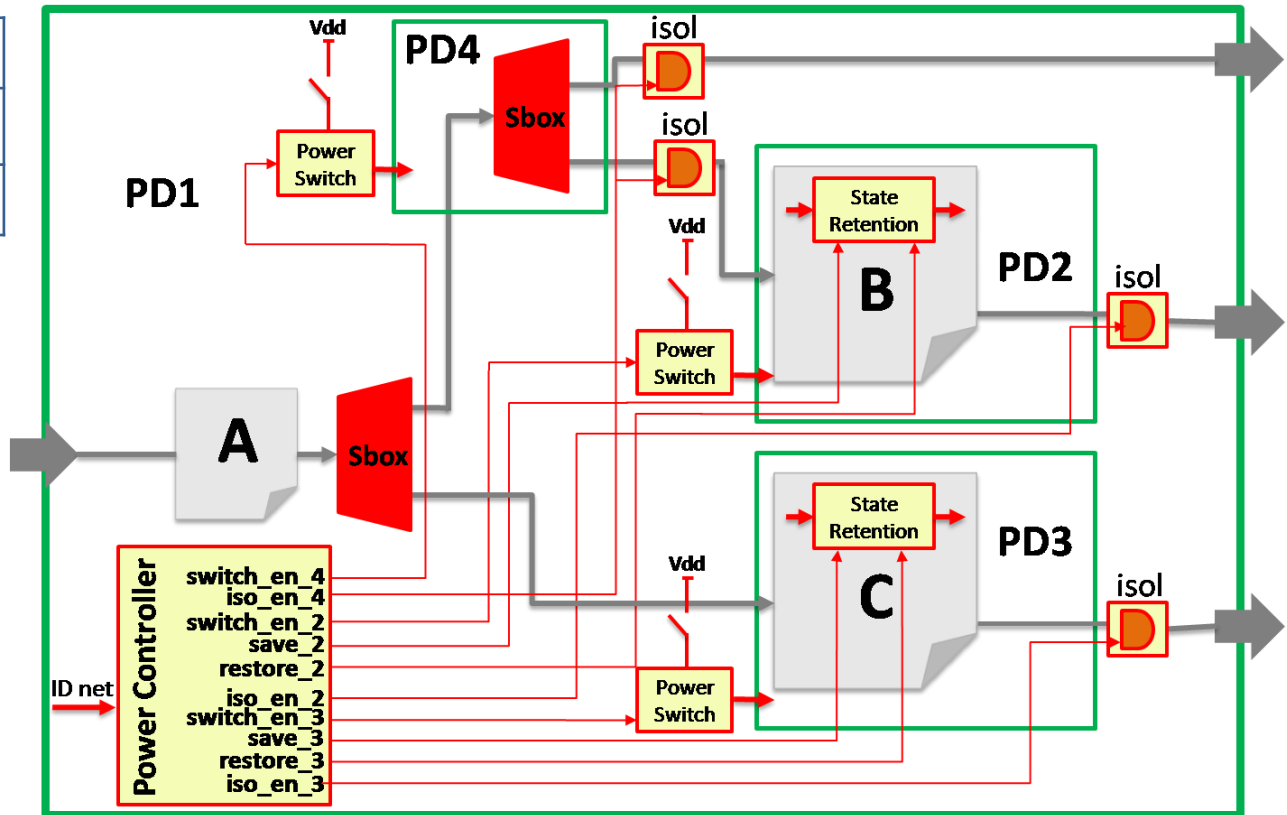 Vdd
isol
PD4
Sbox
Power
Switch
isol
PD1
State
Retention
Vdd
B
PD2
isol
Power
Switch
A
Sbox
State
Retention
PD3
C
Vdd
isol
Power
Switch
Power Controller
ID net
switch_en_4
iso_en_4
switch_en_2
save_2
restore_2
iso_en_2
switch_en_3
save_3
restore_3
iso_en_3